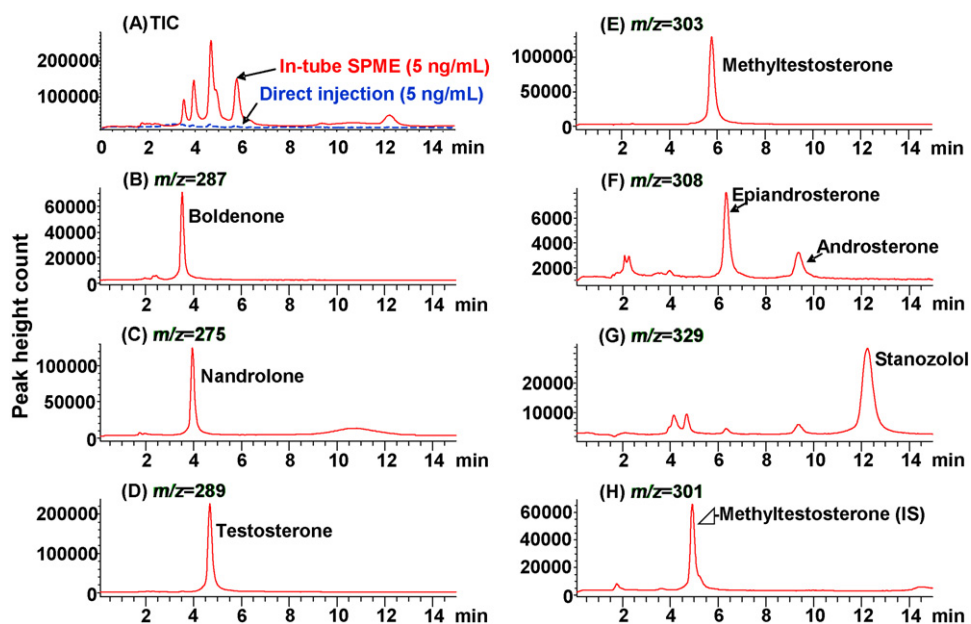 Peak height count
(A) TIC
200000
100000
0
In-tube SPME (5 ng/mL)
Direct injection (5 ng/mL)
0 2 4 6 8 10 12 14 min
(B) m/z=287
60000
40000
20000
0
Boldenone
2 4 6 8 10 12 14 min
(C) m/z=275
100000
50000
0
Nandrolone
2 4 6 8 10 12 14 min
(D) m/z=289
200000
100000
0
Testosterone
2 4 6 8 10 12 14 min
(E) m/z=303
100000
50000
0
Methyltestosterone
2 4 6 8 10 12 14 min
(F) m/z=308
6000
4000
2000
Epiandrosterone
Androsterone
2 4 6 8 10 12 14 min
(G) m/z=329
20000
10000
Stanozolol
2 4 6 8 10 12 14 min
(H) m/z=301
60000
40000
20000
0
-Methyltestosterone (IS)
2 4 6 8 10 12 14 min